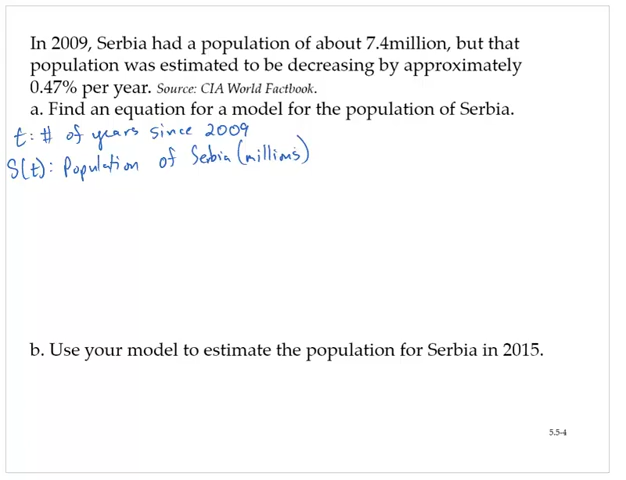 In 2009, Serbia had a population of about 7.4million, but that
population was estimated to be decreasing by approximately
0.47% per year. Source: CIA World Factbook.
a. Find an equation for a model for the population of Serbia.
t: # of years since 2009
S(t): Population of Serbia (millions)
b. Use your model to estimate the population for Serbia in 2015.
5.5-4